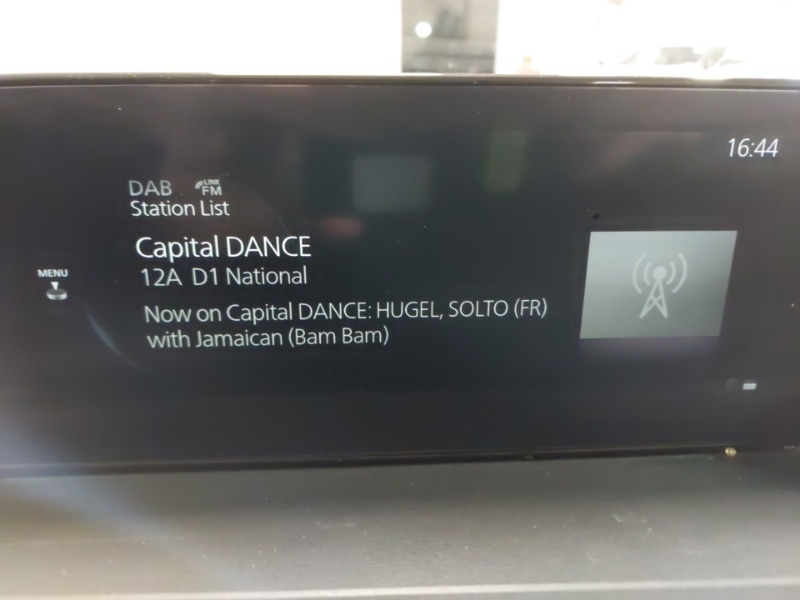 16:44
DAB LINK FM
Station List
Capital DANCE
MENU
12A D1 National
Now on Capital DANCE: HUGEL, SOLTO (FR)
with Jamaican (Bam Bam)